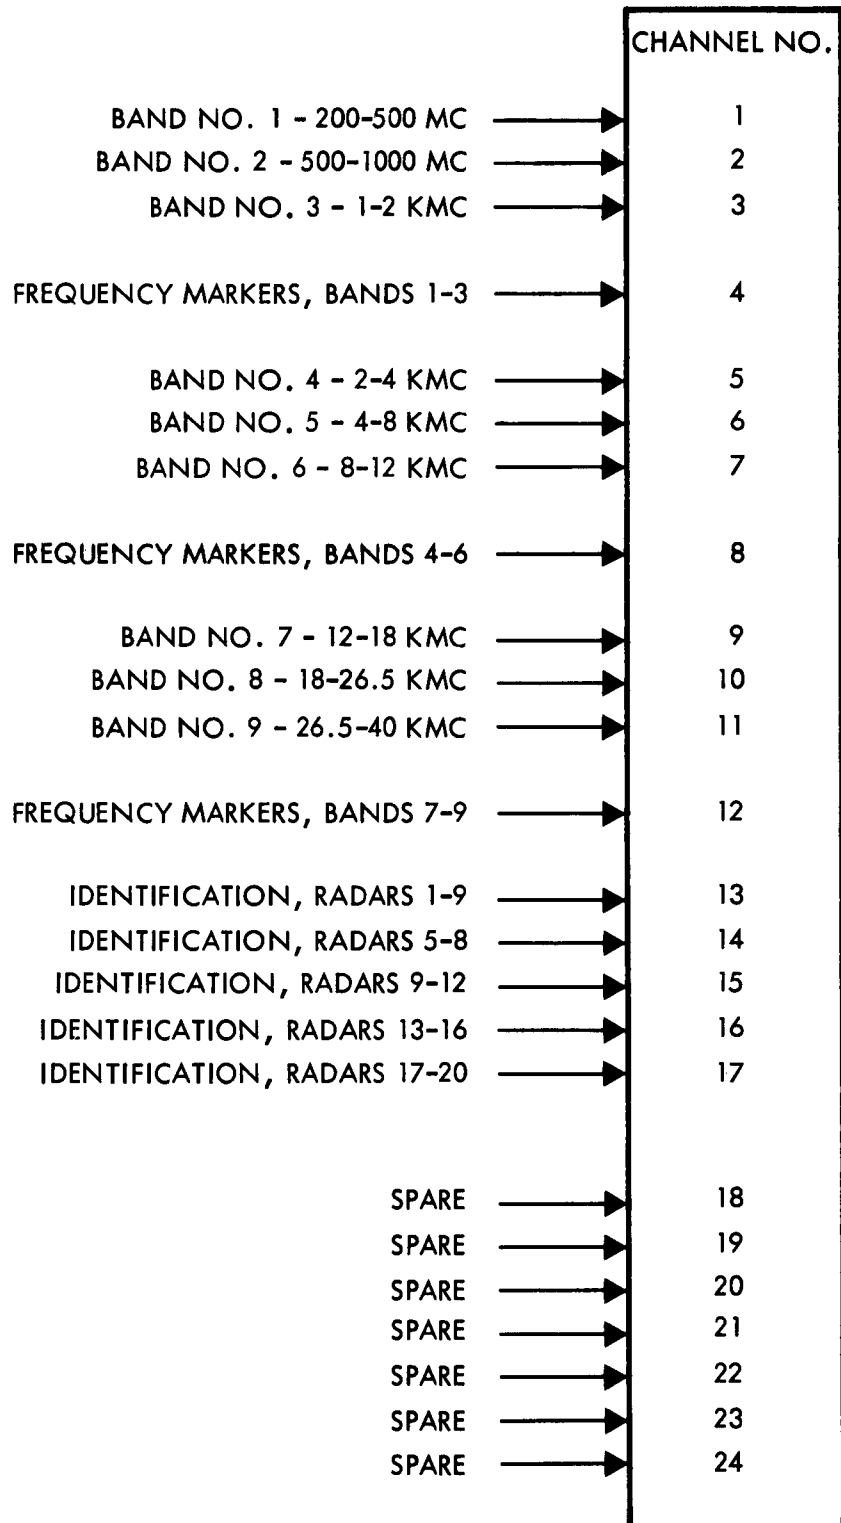 CHANNEL NO.
BAND NO. 1 - 200-500 MC 1
BAND NO. 2 - 500-1000 MC 2
BAND NO. 3 - 1-2 KMC 3
FREQUENCY MARKERS, BANDS 1-3 4
BAND NO. 4 - 2-4 KMC 5
BAND NO. 5 - 4-8 KMC 6
BAND NO. 6 - 8-12 KMC 7
FREQUENCY MARKERS, BANDS 4-6 8
BAND NO. 7 - 12-18 KMC 9
BAND NO. 8 - 18-26.5 KMC 10
BAND NO. 9 - 26.5-40 KMC 11
FREQUENCY MARKERS, BANDS 7-9 12
IDENTIFICATION, RADARS 1-9 13
IDENTIFICATION, RADARS 5-8 14
IDENTIFICATION, RADARS 9-12 15
IDENTIFICATION, RADARS 13-16 16
IDENTIFICATION, RADARS 17-20 17
SPARE 18
SPARE 19
SPARE 20
SPARE 21
SPARE 22
SPARE 23
SPARE 24